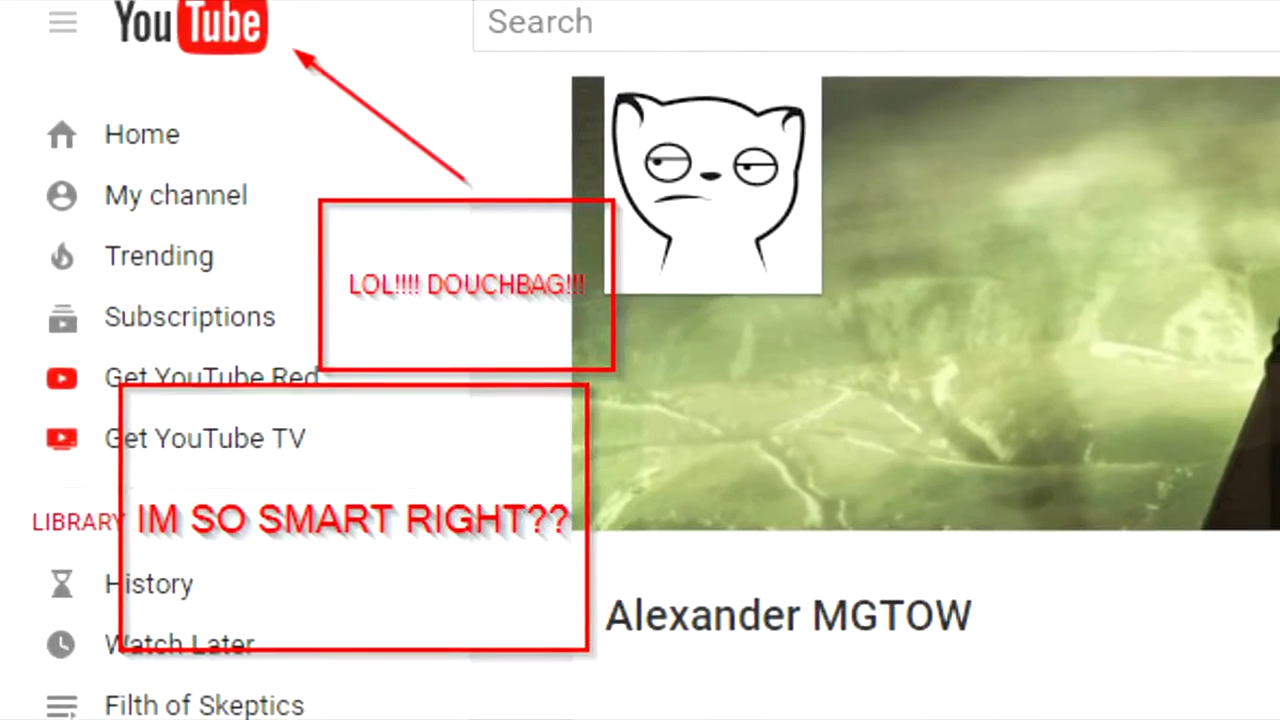 YouTube
Search
Home
My channel
Trending
Subscriptions
Get YouTube Red
Get YouTube TV
LIBRARY
History
Watch Later
Filth of Skeptics
LOL!!!! DOUCHBAG!!!
IM SO SMART RIGHT??
Alexander MGTOW